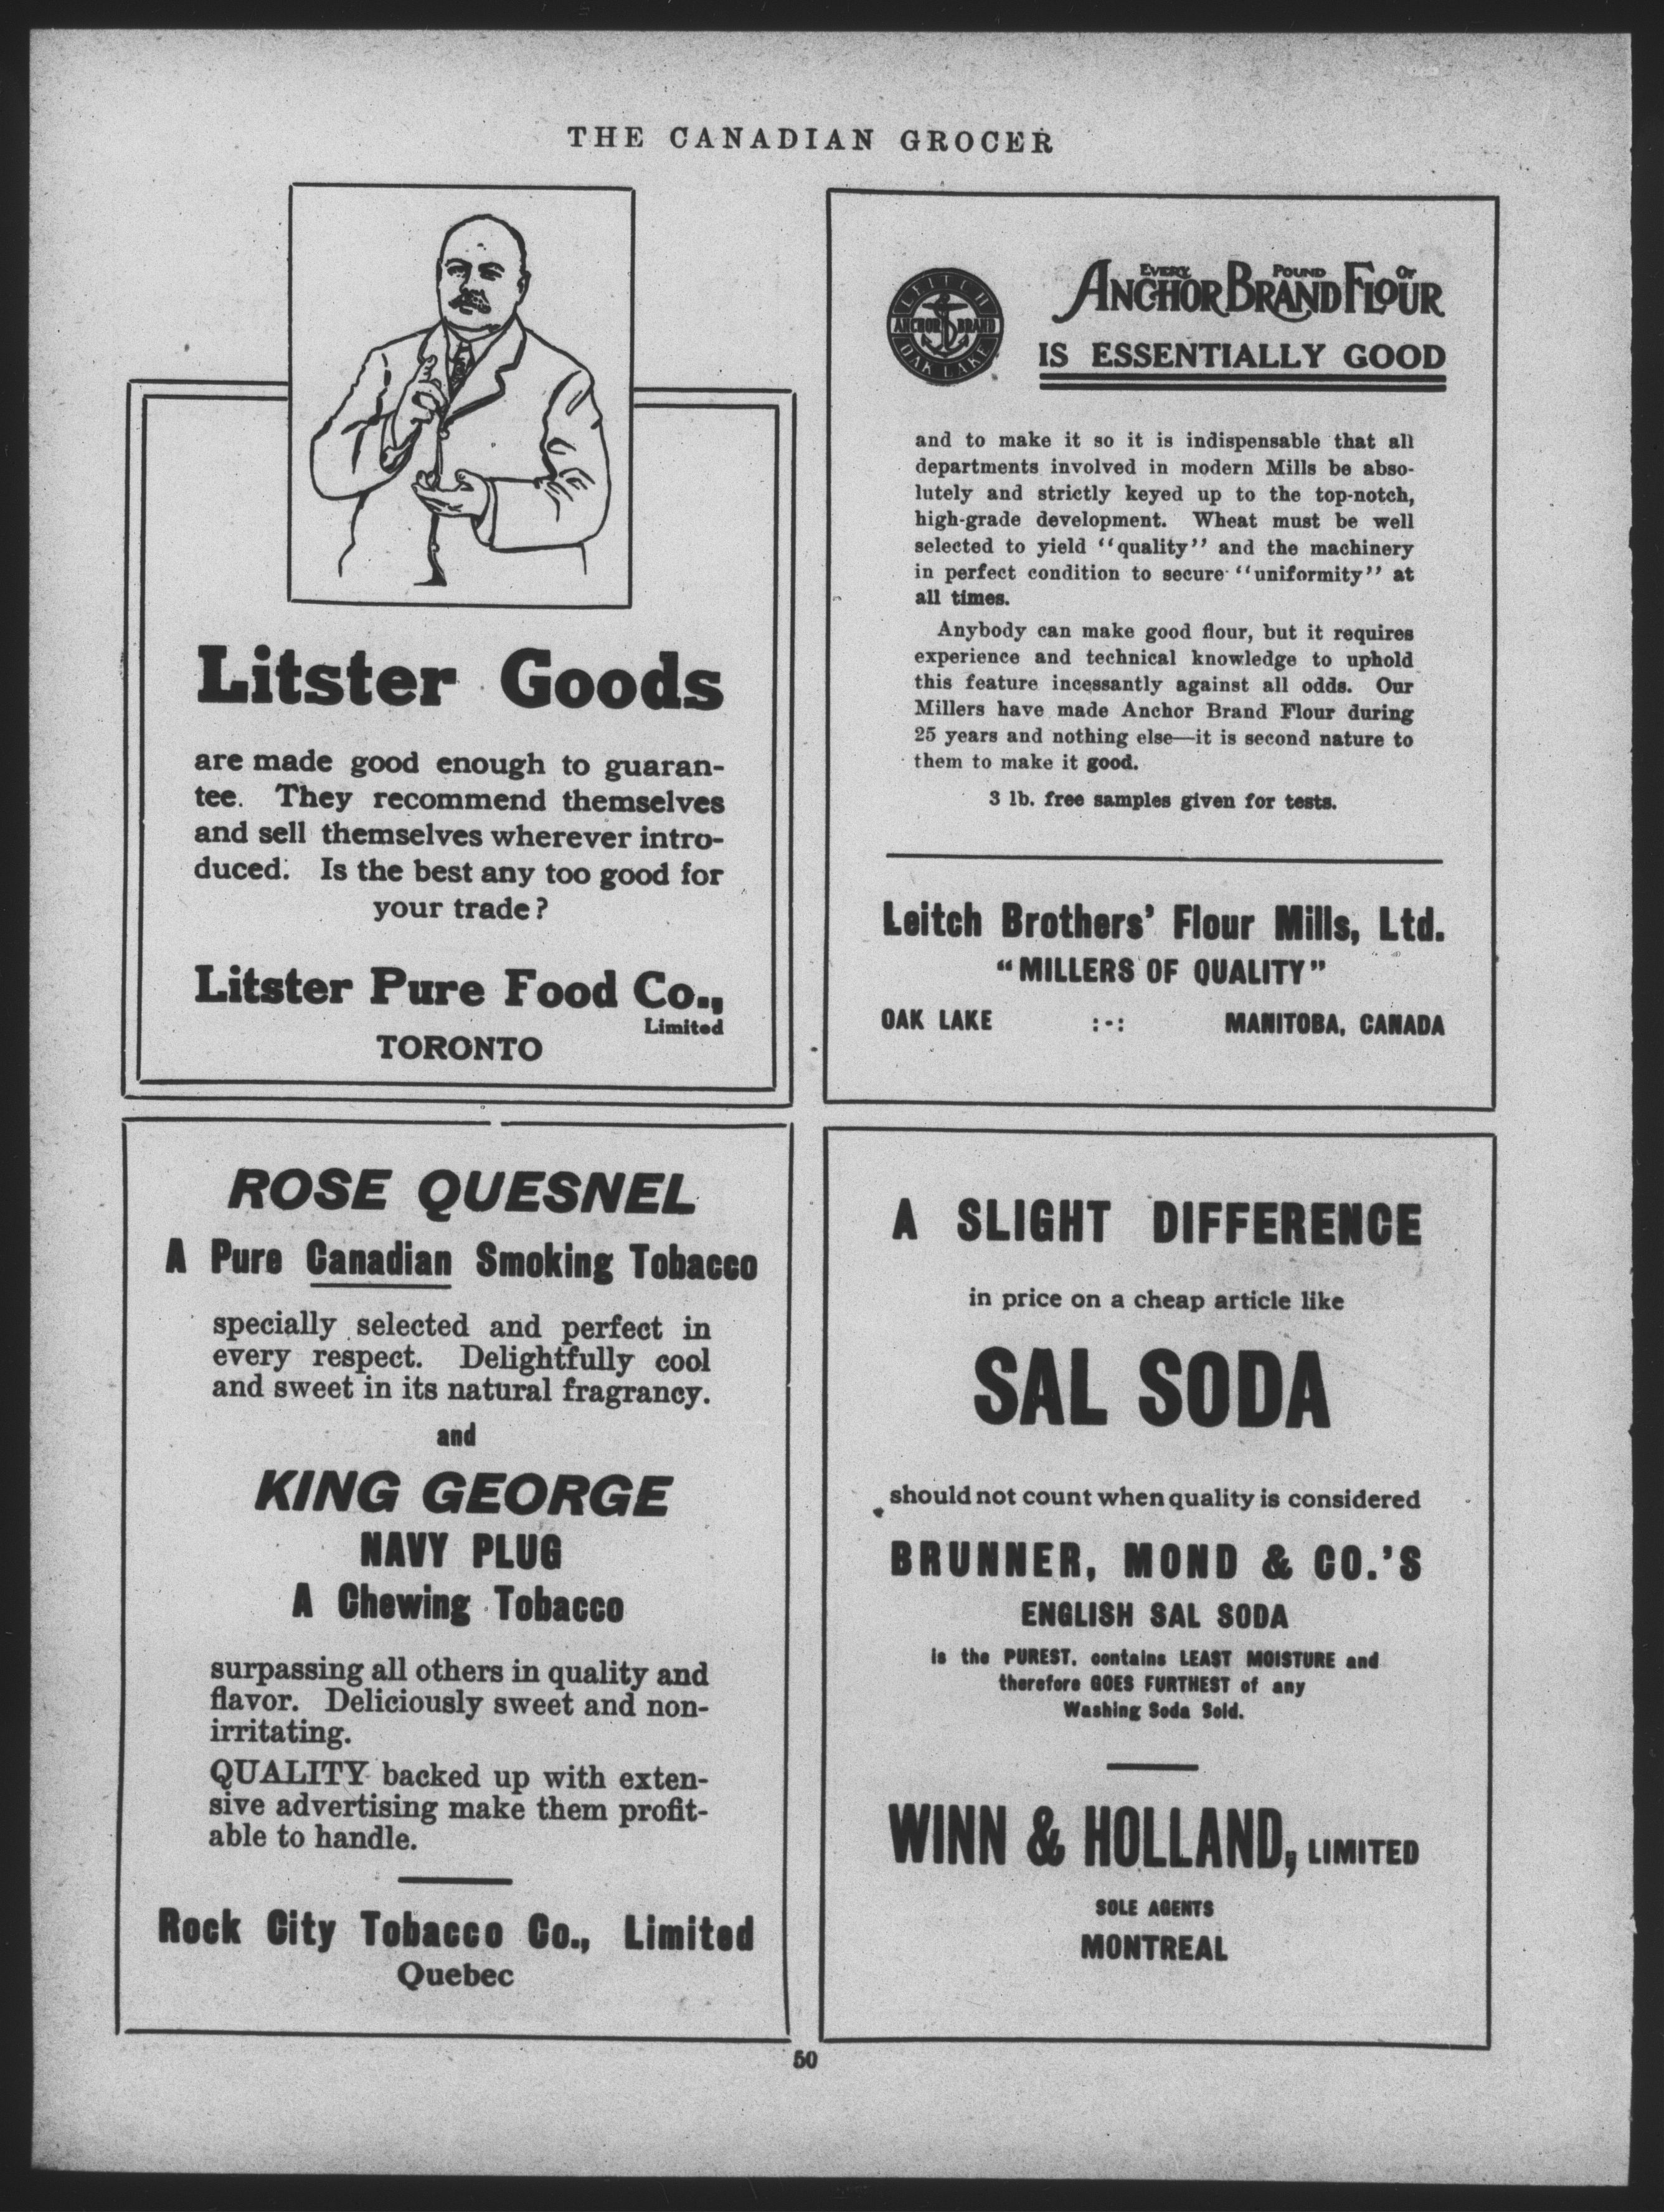 THE CANADIAN GROCER
Litster Goods
are made good enough to guaran-
tee. They recommend themselves
and sell themselves wherever intro-
duced. Is the best any too good for
your trade?
Litster Pure Food Co.,
Limited
TORONTO
LEITCH
ANCHOR BRAND
OAK LAKE
EVERY POUND OF
ANCHOR BRAND FLOUR
IS ESSENTIALLY GOOD
and to make it so it is indispensable that all
departments involved in modern Mills be abso-
lutely and strictly keyed up to the top-notch,
high-grade development. Wheat must be well
selected to yield "quality" and the machinery
in perfect condition to secure "uniformity" at
all times.
Anybody can make good flour, but it requires
experience and technical knowledge to uphold
this feature incessantly against all odds. Our
Millers have made Anchor Brand Flour during
25 years and nothing else—it is second nature to
them to make it good.
3 lb. free samples given for tests.
Leitch Brothers' Flour Mills, Ltd.
"MILLERS OF QUALITY"
OAK LAKE :-: MANITOBA, CANADA
ROSE QUESNEL
A Pure Canadian Smoking Tobacco
specially selected and perfect in
every respect. Delightfully cool
and sweet in its natural fragrancy.
and
KING GEORGE
NAVY PLUG
A Chewing Tobacco
surpassing all others in quality and
flavor. Deliciously sweet and non-
irritating.
QUALITY backed up with exten-
sive advertising make them profit-
able to handle.
Rock City Tobacco Co., Limited
Quebec
A SLIGHT DIFFERENCE
in price on a cheap article like
SAL SODA
should not count when quality is considered
BRUNNER, MOND & CO.'S
ENGLISH SAL SODA
is the PUREST, contains LEAST MOISTURE and
therefore GOES FURTHEST of any
Washing Soda Sold.
WINN & HOLLAND, LIMITED
SOLE AGENTS
MONTREAL
50